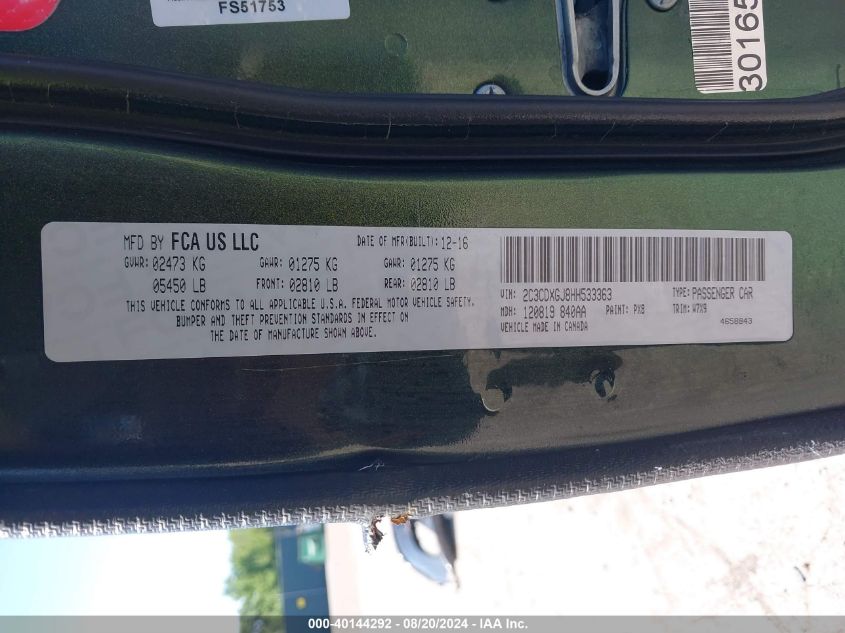 FS51753
30165
MFD BY FCA US LLC
DATE OF MFR(BUILT): 12-16
GVWR: 02473 KG GAWR: 01275 KG GAWR: 01275 KG
05450 LB FRONT: 02810 LB REAR: 02810 LB
THIS VEHICLE CONFORMS TO ALL APPLICABLE U.S.A. FEDERAL MOTOR VEHICLE SAFETY,
BUMPER AND THEFT PREVENTION STANDARDS IN EFFECT ON
THE DATE OF MANUFACTURE SHOWN ABOVE.
VIN: 2C3CDXGJ8HH533363 TYPE: PASSENGER CAR
MDH: 120819 840AA PAINT: PX8 TRIM: A7X9
VEHICLE MADE IN CANADA 4658843
000-40144292 - 08/20/2024 - IAA Inc.